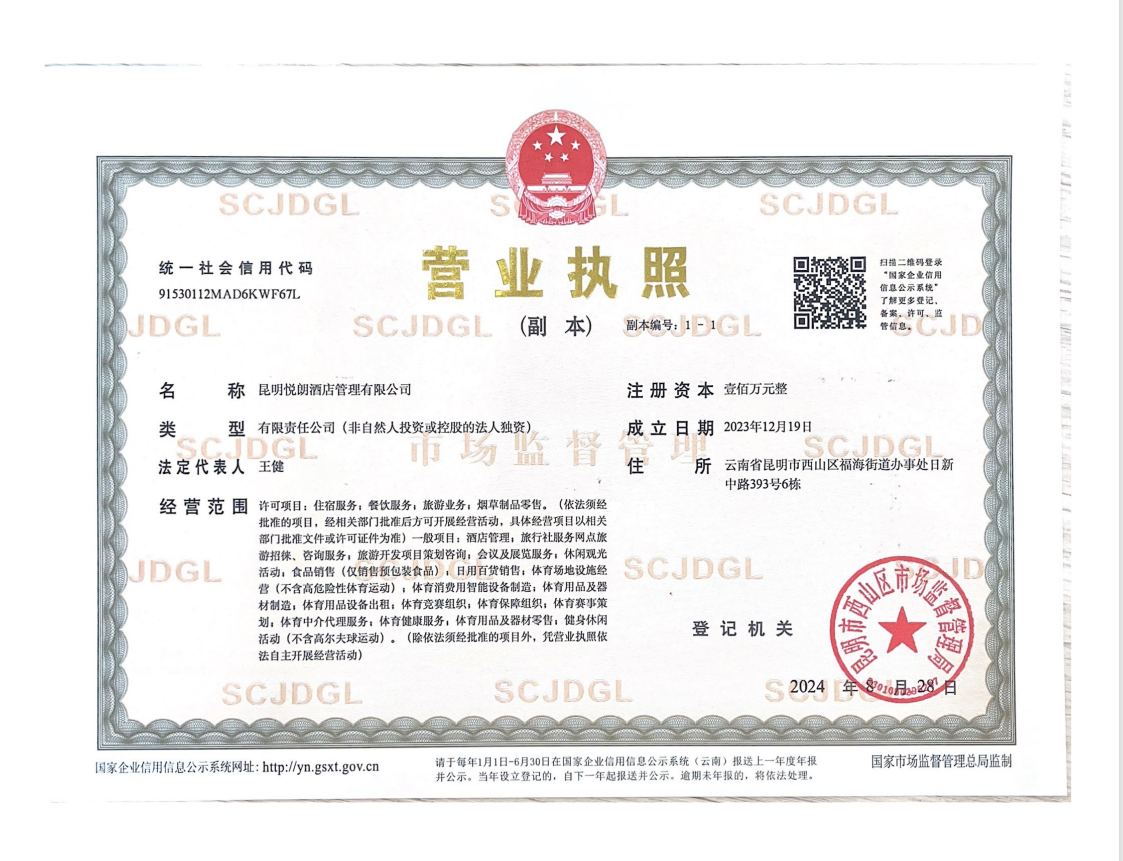 SCJDGL SCJDGL
营业执照
（副 本） 副本编号：1 - 1
统一社会信用代码
91530112MAD6KWF67L
扫描二维码登录
“国家企业信用
信息公示系统”
了解更多登记、
备案、许可、监
管信息。
JDGL SCJDGL SCJDGL SCJD
名 称 昆明悦朗酒店管理有限公司
类 型 有限责任公司（非自然人投资或控股的法人独资）
法定代表人 王健
经营范围 许可项目：住宿服务；餐饮服务；旅游业务；烟草制品零售。（依法须经
批准的项目，经相关部门批准后方可开展经营活动，具体经营项目以相关
部门批准文件或许可证件为准）一般项目：酒店管理；旅行社服务网点旅
游招徕、咨询服务；旅游开发项目策划咨询；会议及展览服务；休闲观光
活动；食品销售（仅销售预包装食品）；日用百货销售；体育场地设施经
营（不含高危险性体育运动）；体育消费用智能设备制造；体育用品及器
材制造；体育用品设备出租；体育竞赛组织；体育保障组织；体育赛事策
划；体育中介代理服务；体育健康服务；体育用品及器材零售；健身休闲
活动（不含高尔夫球运动）。（除依法须经批准的项目外，凭营业执照依
法自主开展经营活动）
注册资本 壹佰万元整
成立日期 2023年12月19日
住 所 云南省昆明市西山区福海街道办事处日新
中路393号6栋
SCJDGL 市场监督管理 SCJDGL
JDGL SCJDGL SCJDGL JD
登记机关
昆明市西山区市场监督管理局
2024 年 8 月 28 日
SCJDGL SCJDGL
国家企业信用信息公示系统网址：http://yn.gsxt.gov.cn
请于每年1月1日-6月30日在国家企业信用信息公示系统（云南）报送上一年度年报
并公示。当年设立登记的，自下一年起报送并公示。逾期未年报的，将依法处理。
国家市场监督管理总局监制